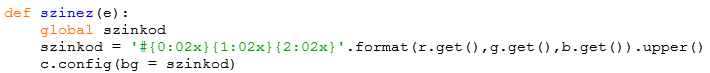 def szinez(e):
    global szinkod
    szinkod = '#{0:02x}{1:02x}{2:02x}'.format(r.get(),g.get(),b.get()).upper()
    c.config(bg = szinkod)